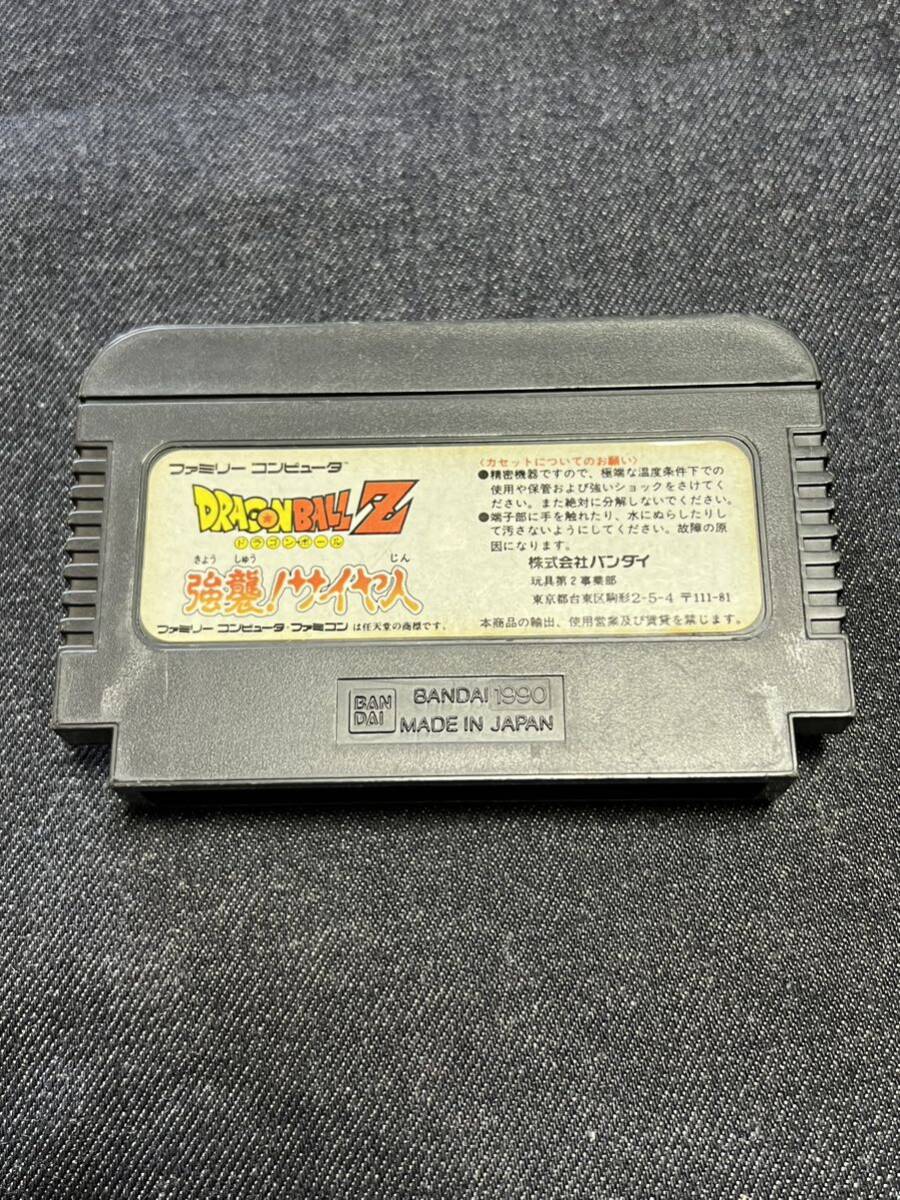 ファミリー コンピュータ™
DRAGON BALL Z
ドラゴンボール
きょう しゅう じん
強襲!サイヤ人
ファミリー コンピュータ・ファミコン は任天堂の商標です。
〈カセットについてのお願い〉
●精密機器ですので、極端な温度条件下での
使用や保管および強いショックをさけてく
ださい。また絶対に分解しないでください。
●端子部に手を触れたり、水にぬらしたりし
て汚さないようにしてください。故障の原
因になります。
株式会社バンダイ
玩具第2事業部
東京都台東区駒形2-5-4 〒111-81
本商品の輸出、使用営業及び賃貸を禁じます。
BAN
DAI
BANDAI 1990
MADE IN JAPAN